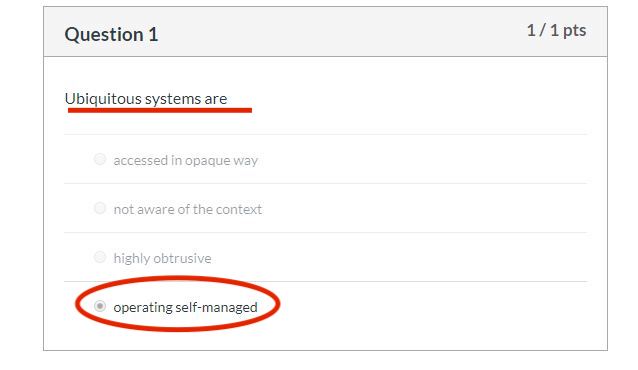 Question 1
1 / 1 pts
Ubiquitous systems are
accessed in opaque way
not aware of the context
highly obtrusive
operating self-managed